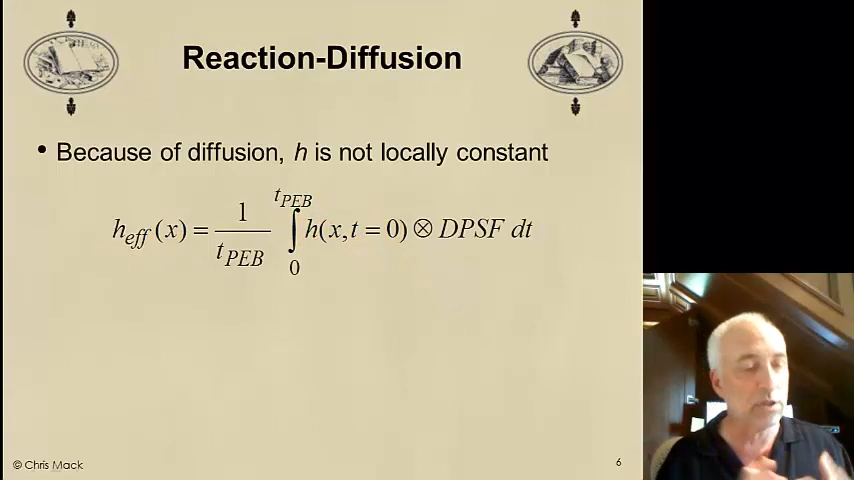 Reaction-Diffusion
• Because of diffusion, h is not locally constant
h_eff(x) = 1/t_PEB ∫_0^t_PEB h(x,t = 0) ⊗ DPSF dt
© Chris Mack
6